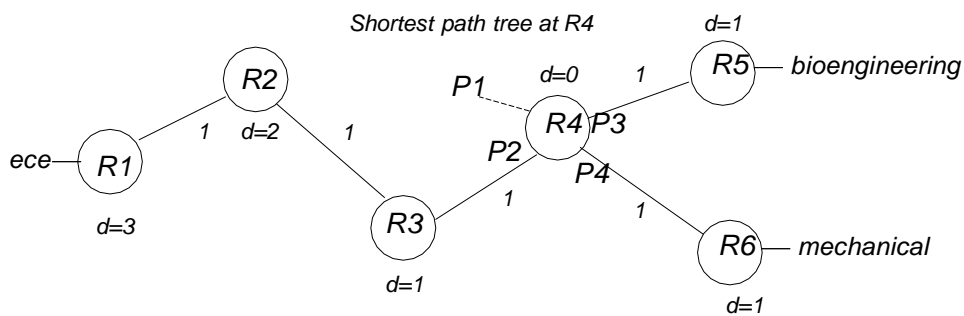 Shortest path tree at R4
d=1
R5
bioengineering
R2
d=0
1
P1
R4
P3
1
d=2
1
P2
P4
ece
R1
1
1
R3
R6
mechanical
d=3
d=1
d=1